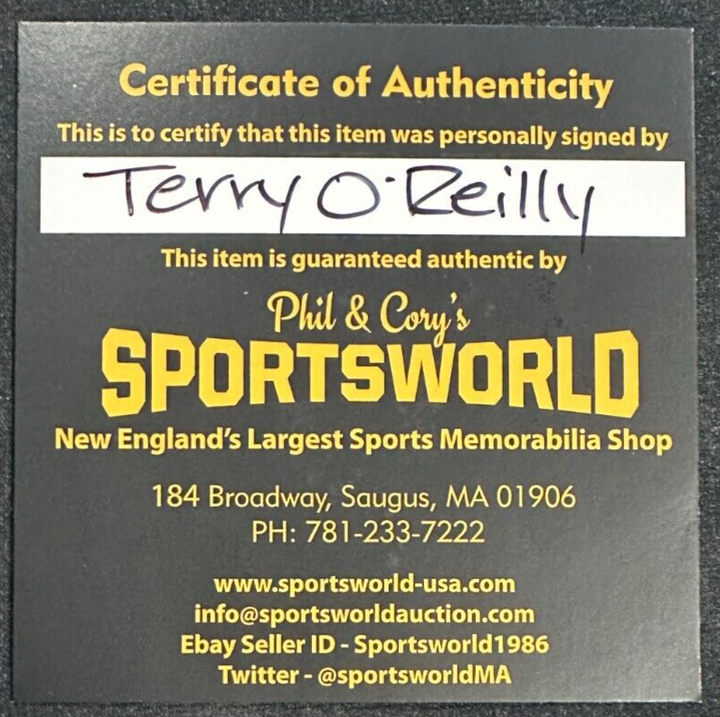 Certificate of Authenticity
This is to certify that this item was personally signed by
Terry O'Reilly
This item is guaranteed authentic by
Phil & Cory's
SPORTSWORLD
New England's Largest Sports Memorabilia Shop
184 Broadway, Saugus, MA 01906
PH: 781-233-7222
www.sportsworld-usa.com
info@sportsworldauction.com
Ebay Seller ID - Sportsworld1986
Twitter - @sportsworldMA